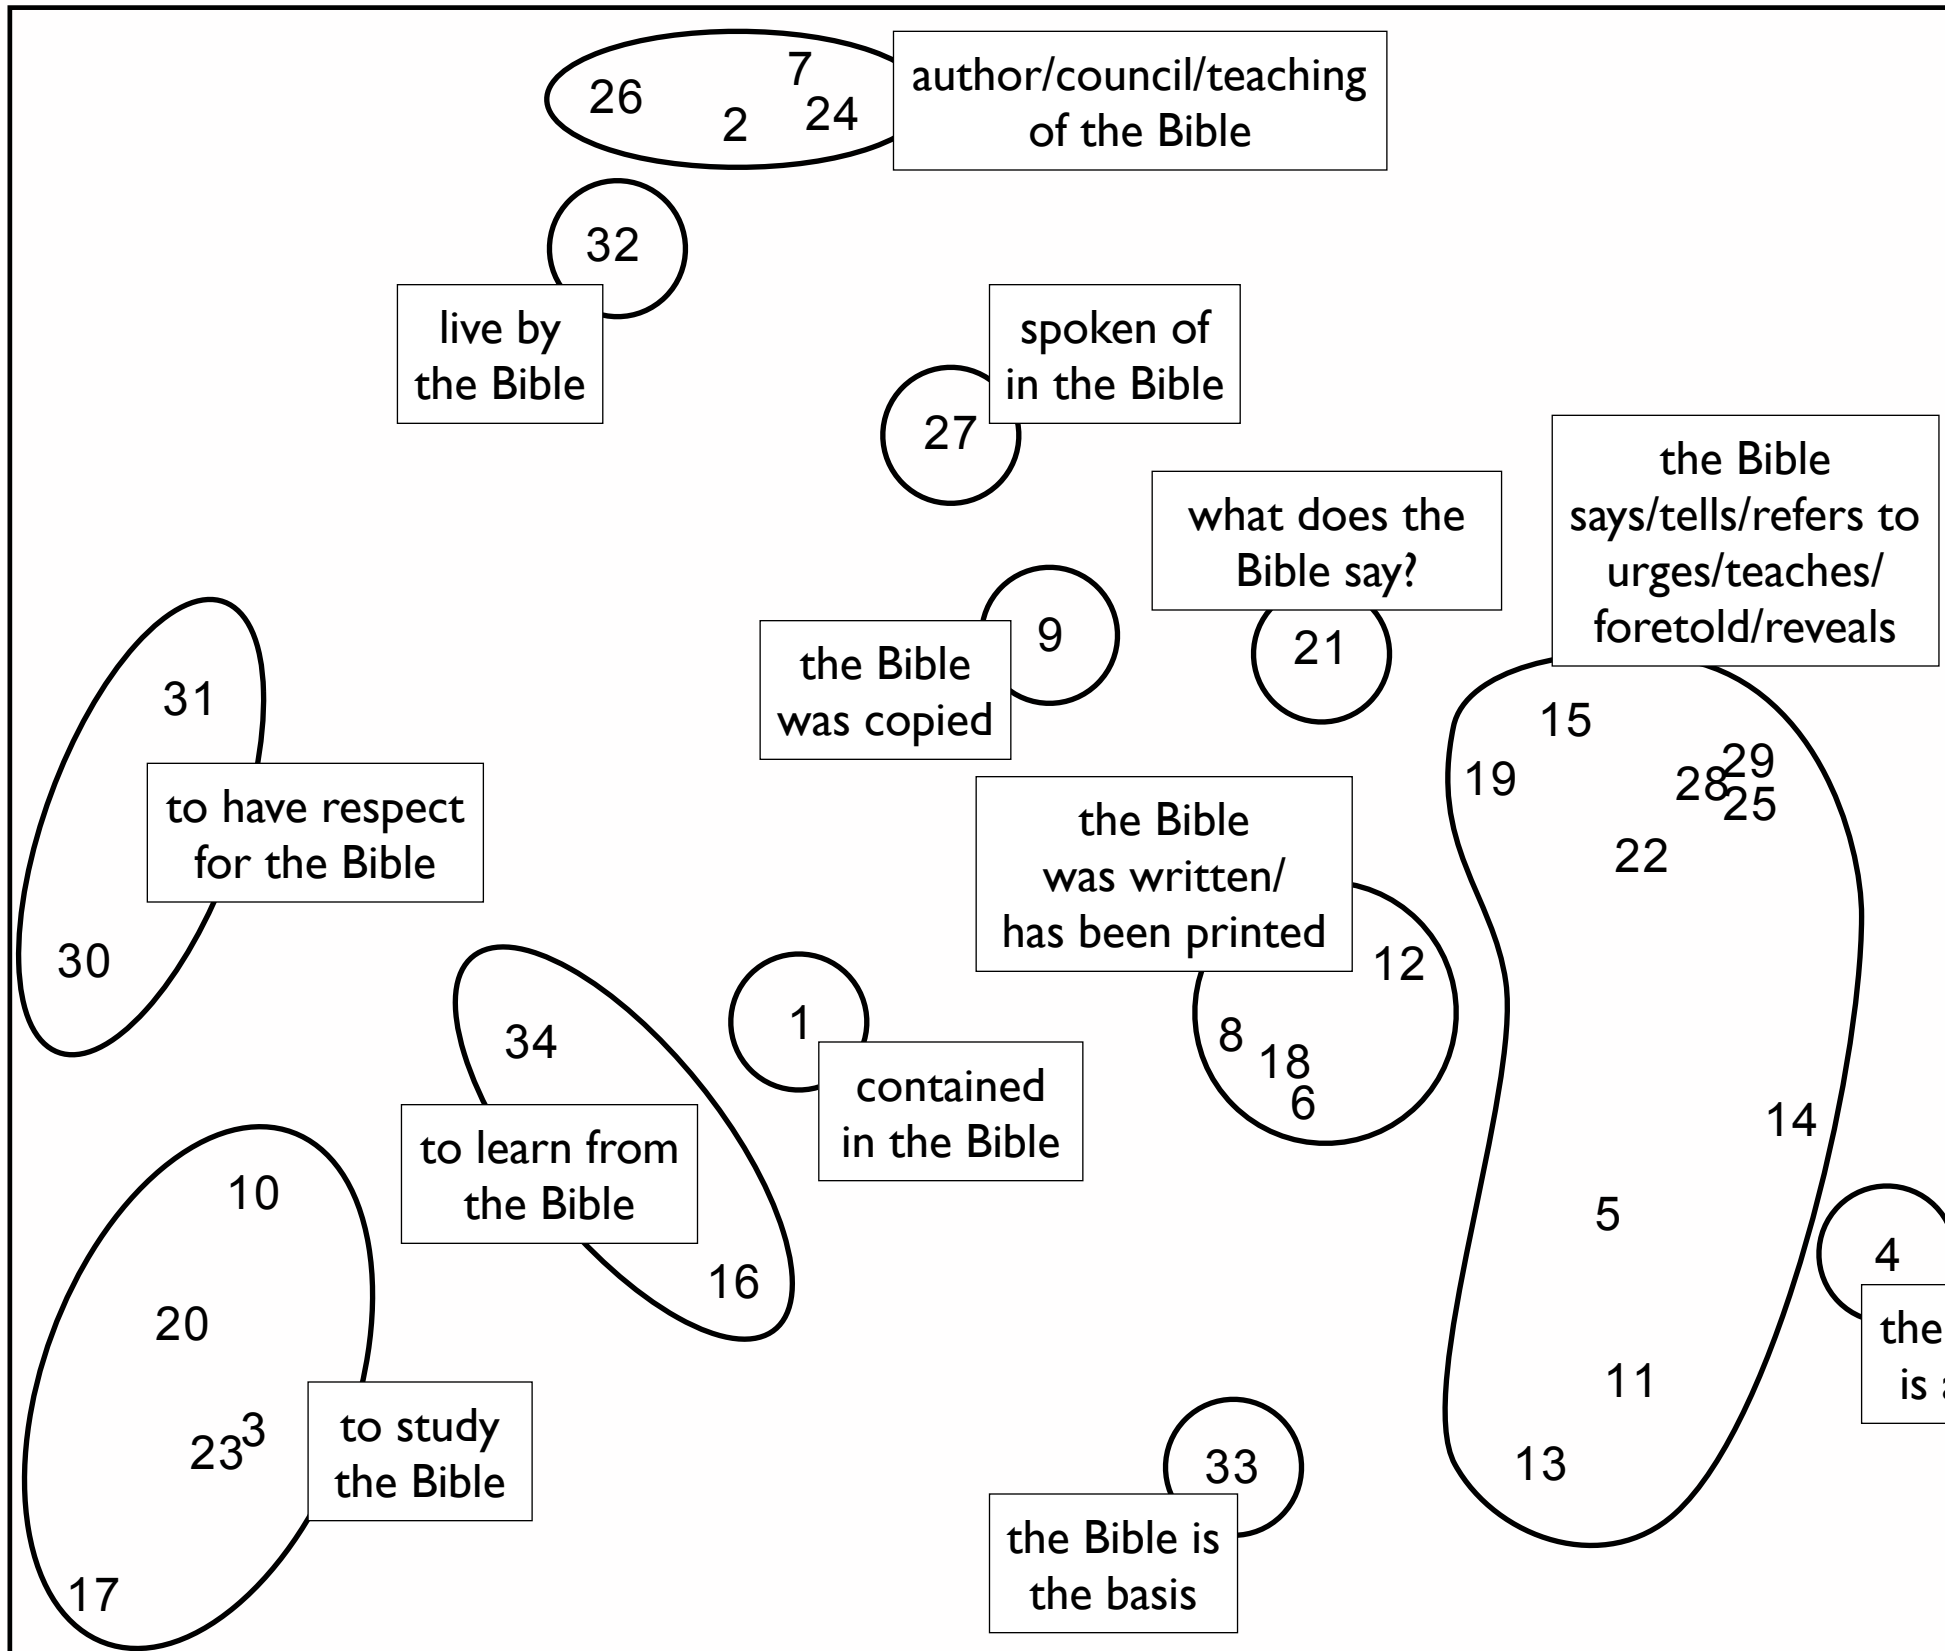 7
26
2
24
author/council/teaching
of the Bible
32
live by
the Bible
spoken of
in the Bible
27
what does the
Bible say?
the Bible
says/tells/refers to
urges/teaches/
foretold/reveals
9
21
the Bible
was copied
31
15
19
29
28
25
22
to have respect
for the Bible
30
the Bible
was written/
has been printed
12
8
18
6
34
1
contained
in the Bible
to learn from
the Bible
16
14
5
4
the
is
11
13
10
20
3
23
17
to study
the Bible
33
the Bible is
the basis